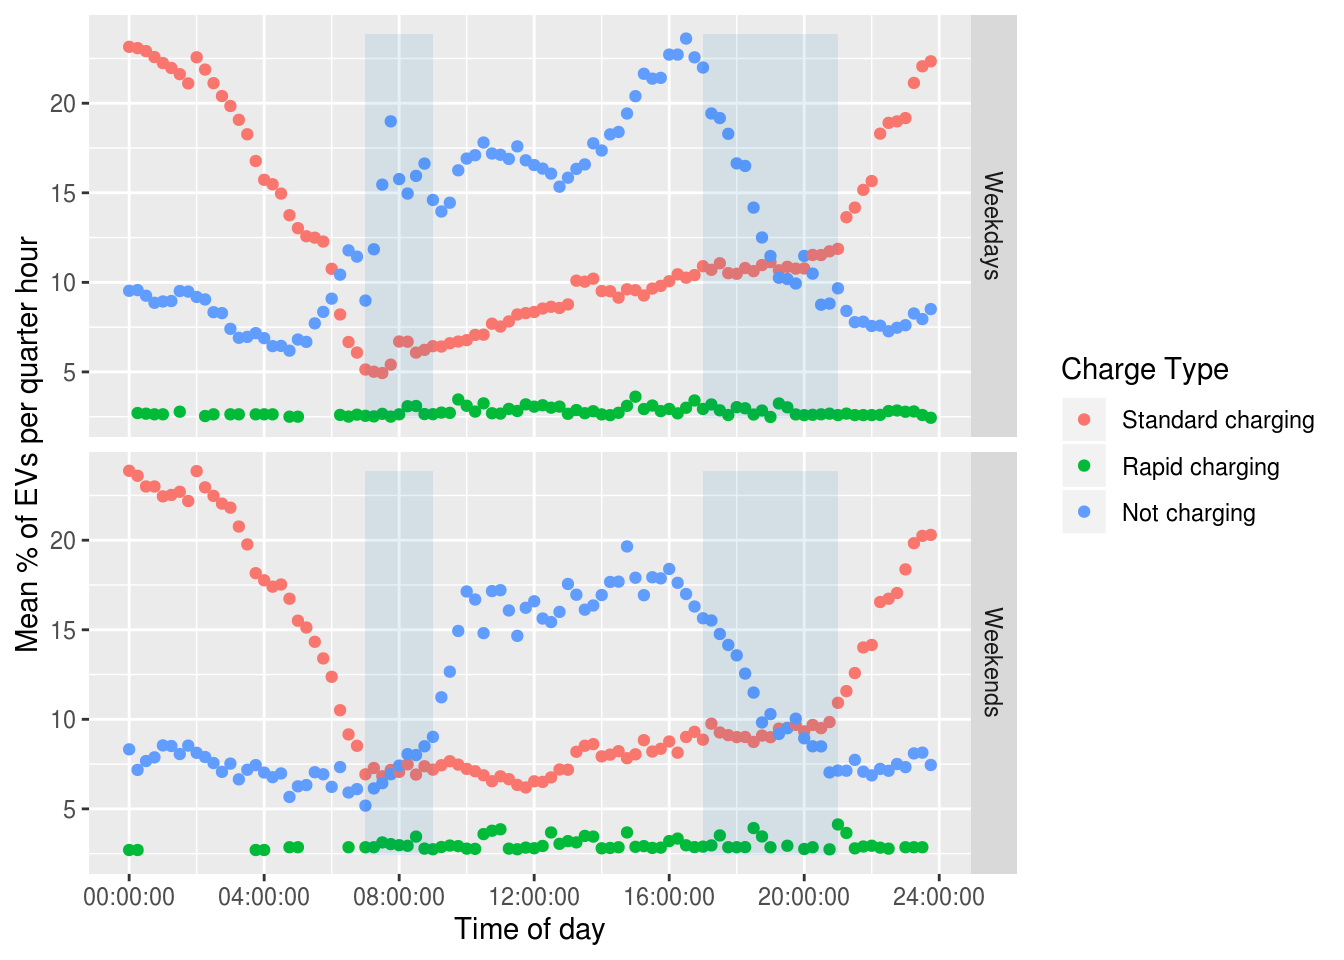 Mean % of EVs per quarter hour
20
15
10
5
Weekdays
20
15
10
5
Weekends
00:00:00 04:00:00 08:00:00 12:00:00 16:00:00 20:00:00 24:00:00
Time of day
Charge Type
Standard charging
Rapid charging
Not charging